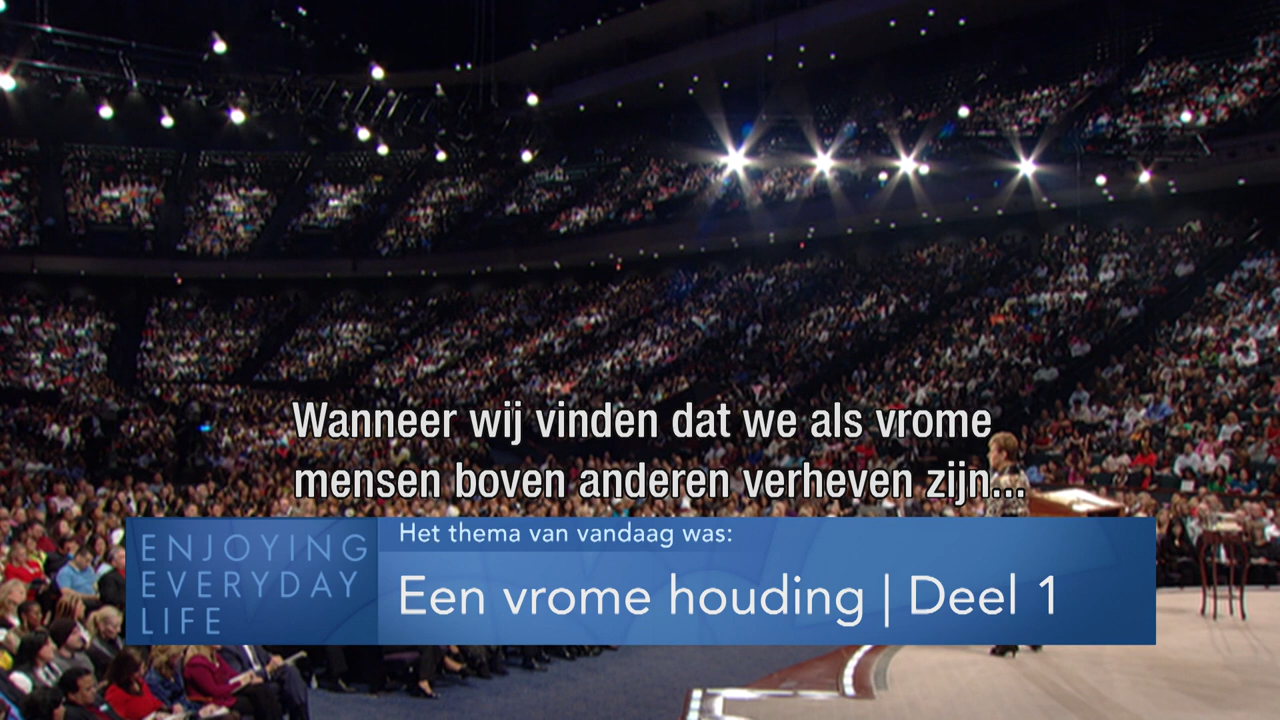 Wanneer wij vinden dat we als vrome
mensen boven anderen verheven zijn...
Het thema van vandaag was:
Een vrome houding | Deel 1
ENJOYING
EVERYDAY
LIFE